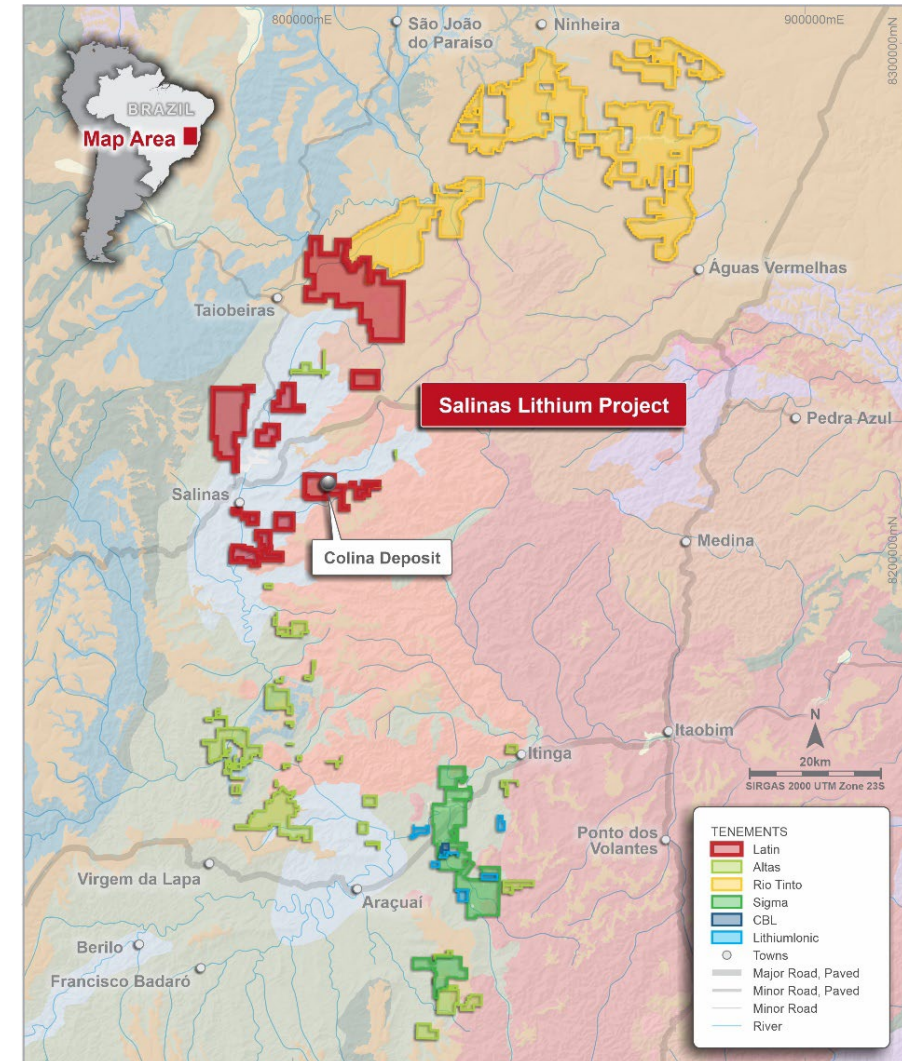 800000mE
900000mE
8300000mN
São João
do Paraíso
Ninheira
BRAZIL
Map Area
Águas Vermelhas
Taiobeiras
Salinas Lithium Project
Pedra Azul
Salinas
Colina Deposit
Medina
8200000mN
Itaobim
Itinga
N
20km
SIRGAS 2000 UTM Zone 23S
Ponto dos
Volantes
Virgem da Lapa
Araçuaí
Berilo
Francisco Badaró
TENEMENTS
Latin
Altas
Rio Tinto
Sigma
CBL
LithiumIonic
Towns
Major Road, Paved
Minor Road, Paved
Minor Road
River